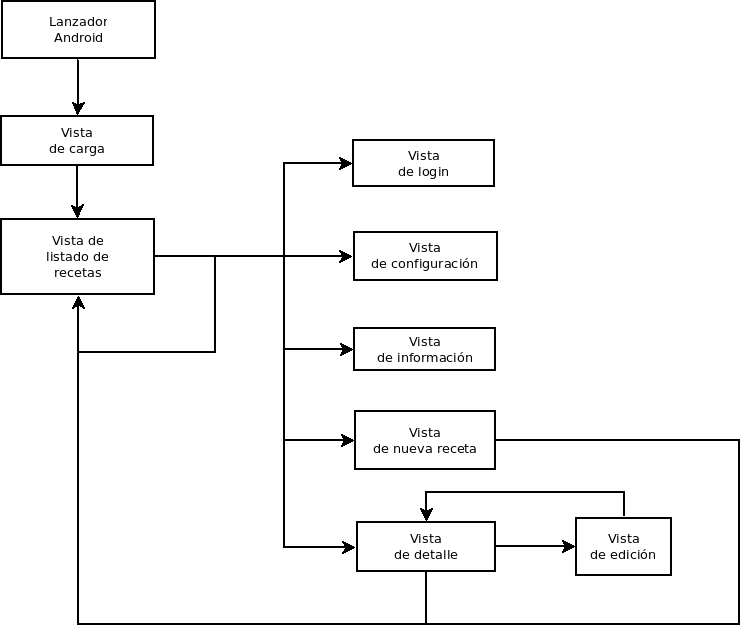 Lanzador
Android
Vista
de carga
Vista de
listado de
recetas
Vista
de login
Vista
de configuración
Vista
de información
Vista
de nueva receta
Vista
de detalle
Vista
de edición